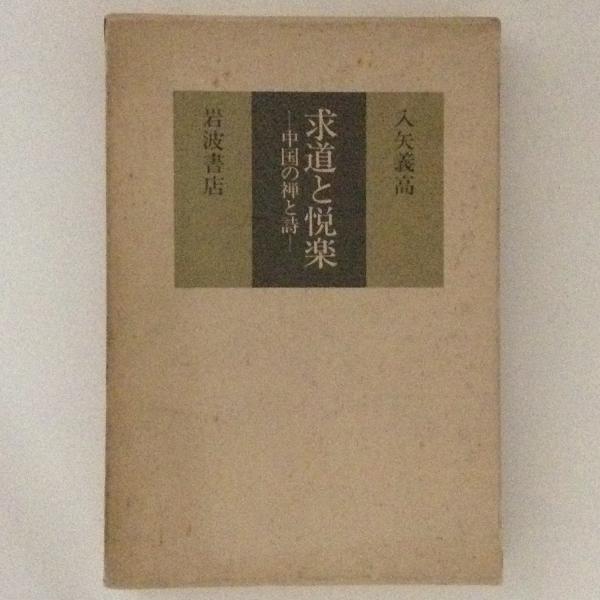 入矢義高
求道と悦楽
—中国の禅と詩—
岩波書店